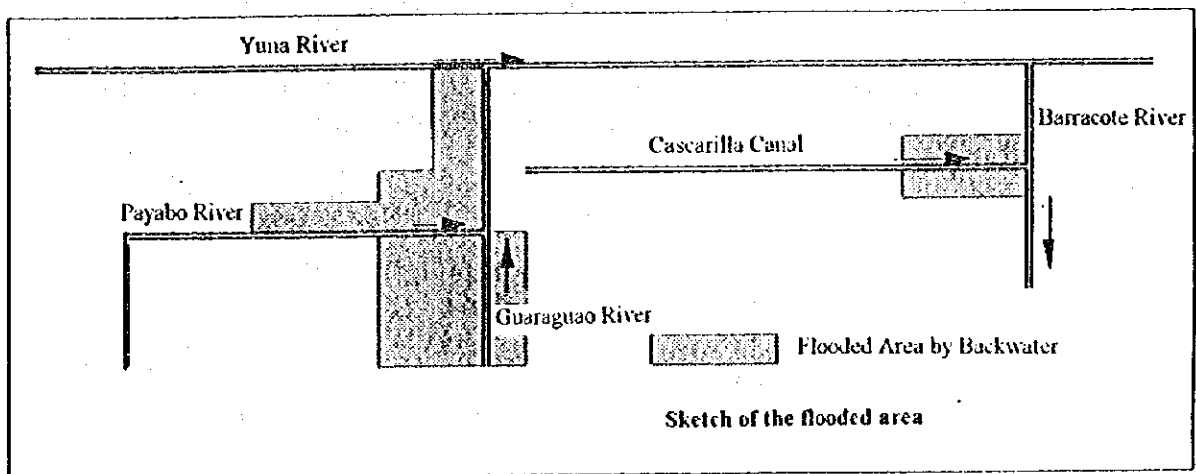 Yuna River
Barracote River
Cascarilla Canal
Payabo River
Guaraguao River
Flooded Area by Backwater
Sketch of the flooded area